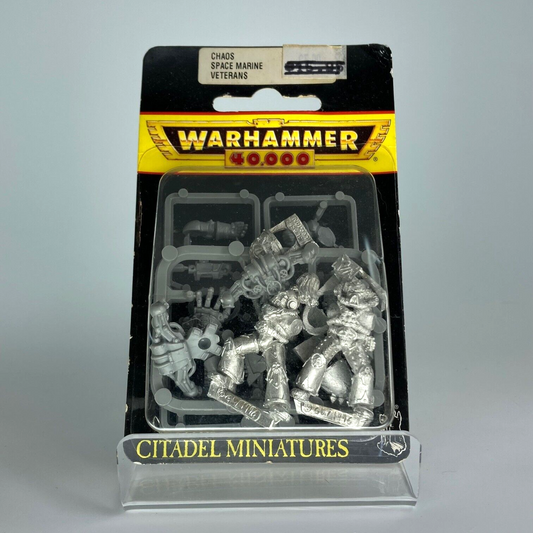 CHAOS
SPACE MARINE
VETERANS
WARHAMMER
40,000
®
CITADEL MINIATURES